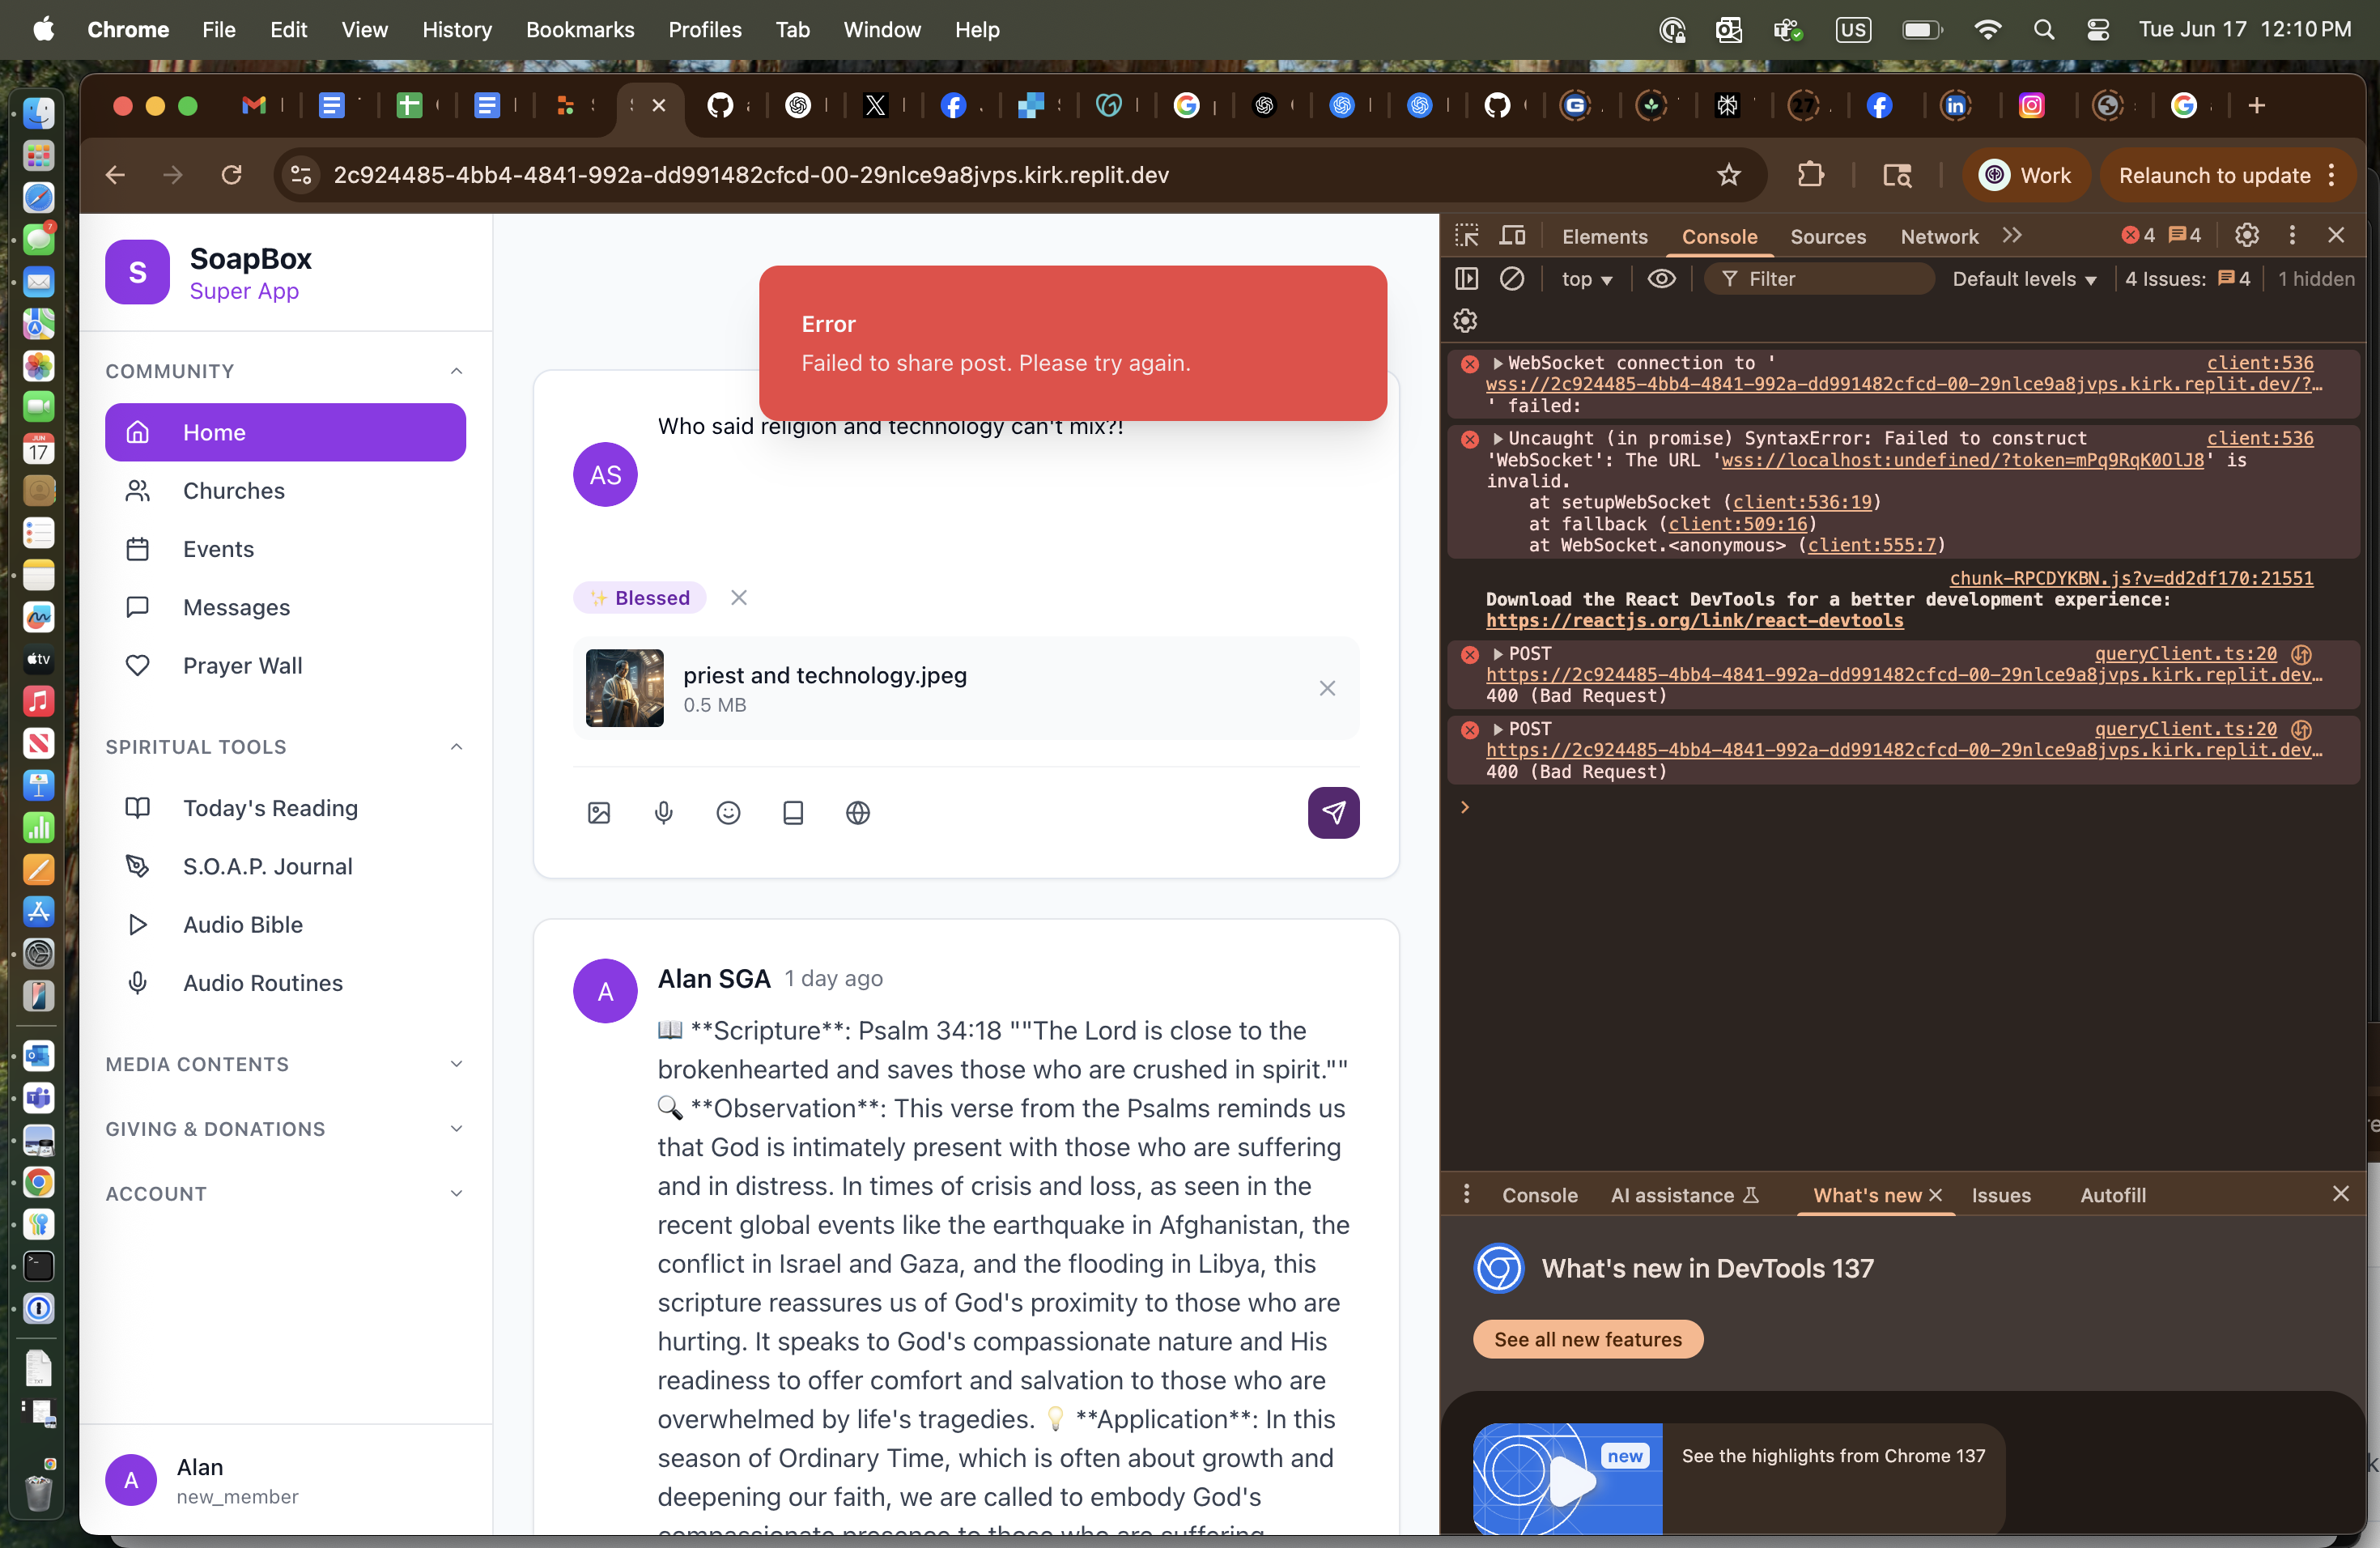 Chrome File Edit View History Bookmarks Profiles Tab Window Help
US
Tue Jun 17 12:10 PM
2c924485-4bb4-4841-992a-dd991482cfcd-00-29nlce9a8jvps.kirk.replit.dev
Work
Relaunch to update
S
SoapBox
Super App
COMMUNITY
Home
Churches
Events
Messages
Prayer Wall
SPIRITUAL TOOLS
Today's Reading
S.O.A.P. Journal
Audio Bible
Audio Routines
MEDIA CONTENTS
GIVING & DONATIONS
ACCOUNT
A
Alan
new_member
Error
Failed to share post. Please try again.
Who said religion and technology can't mix?!
AS
✨ Blessed
priest and technology.jpeg
0.5 MB
A
Alan SGA 1 day ago
📖 **Scripture**: Psalm 34:18 ""The Lord is close to the
brokenhearted and saves those who are crushed in spirit.""
🔍 **Observation**: This verse from the Psalms reminds us
that God is intimately present with those who are suffering
and in distress. In times of crisis and loss, as seen in the
recent global events like the earthquake in Afghanistan, the
conflict in Israel and Gaza, and the flooding in Libya, this
scripture reassures us of God's proximity to those who are
hurting. It speaks to God's compassionate nature and His
readiness to offer comfort and salvation to those who are
overwhelmed by life's tragedies. 💡 **Application**: In this
season of Ordinary Time, which is often about growth and
deepening our faith, we are called to embody God's
compassionate presence to those who are suffering
Elements Console Sources Network
4 4
top Filter Default levels 4 Issues: 4 1 hidden
WebSocket connection to ' client:536
wss://2c924485-4bb4-4841-992a-dd991482cfcd-00-29nlce9a8jvps.kirk.replit.dev/?…
' failed:
Uncaught (in promise) SyntaxError: Failed to construct client:536
'WebSocket': The URL 'wss://localhost:undefined/?token=mPq9RqK0OlJ8' is
invalid.
at setupWebSocket (client:536:19)
at fallback (client:509:16)
at WebSocket.<anonymous> (client:555:7)
chunk-RPCDYKBN.js?v=dd2df170:21551
Download the React DevTools for a better development experience:
https://reactjs.org/link/react-devtools
POST queryClient.ts:20
https://2c924485-4bb4-4841-992a-dd991482cfcd-00-29nlce9a8jvps.kirk.replit.dev…
400 (Bad Request)
POST queryClient.ts:20
https://2c924485-4bb4-4841-992a-dd991482cfcd-00-29nlce9a8jvps.kirk.replit.dev…
400 (Bad Request)
Console AI assistance What's new Issues Autofill
What's new in DevTools 137
See all new features
new
See the highlights from Chrome 137
7
JUN
17
tv
27